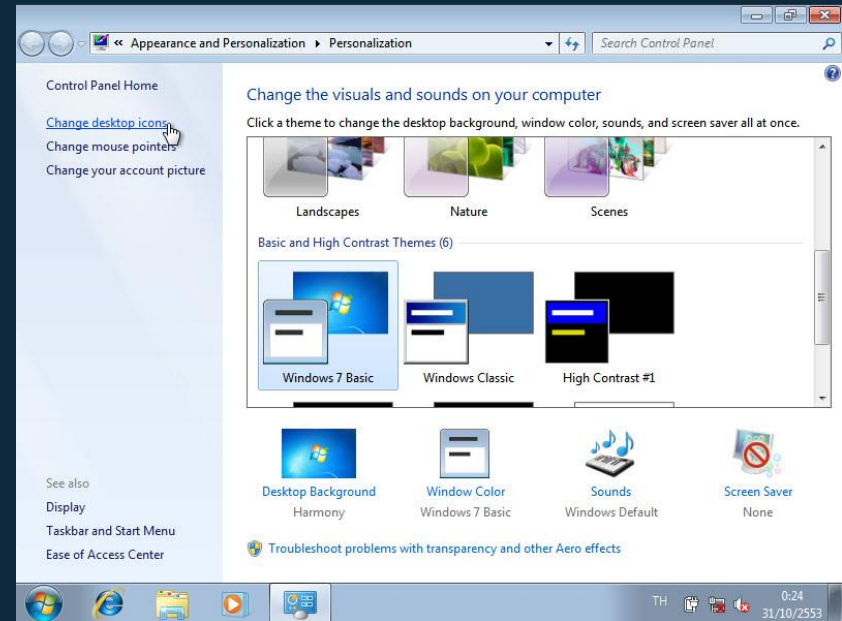 « Appearance and Personalization ▸ Personalization
Search Control Panel
Control Panel Home
Change desktop icons
Change mouse pointers
Change your account picture
See also
Display
Taskbar and Start Menu
Ease of Access Center
Change the visuals and sounds on your computer
Click a theme to change the desktop background, window color, sounds, and screen saver all at once.
Landscapes Nature Scenes
Basic and High Contrast Themes (6)
Windows 7 Basic Windows Classic High Contrast #1
Desktop Background Window Color Sounds Screen Saver
Harmony Windows 7 Basic Windows Default None
Troubleshoot problems with transparency and other Aero effects
TH
0:24
31/10/2553